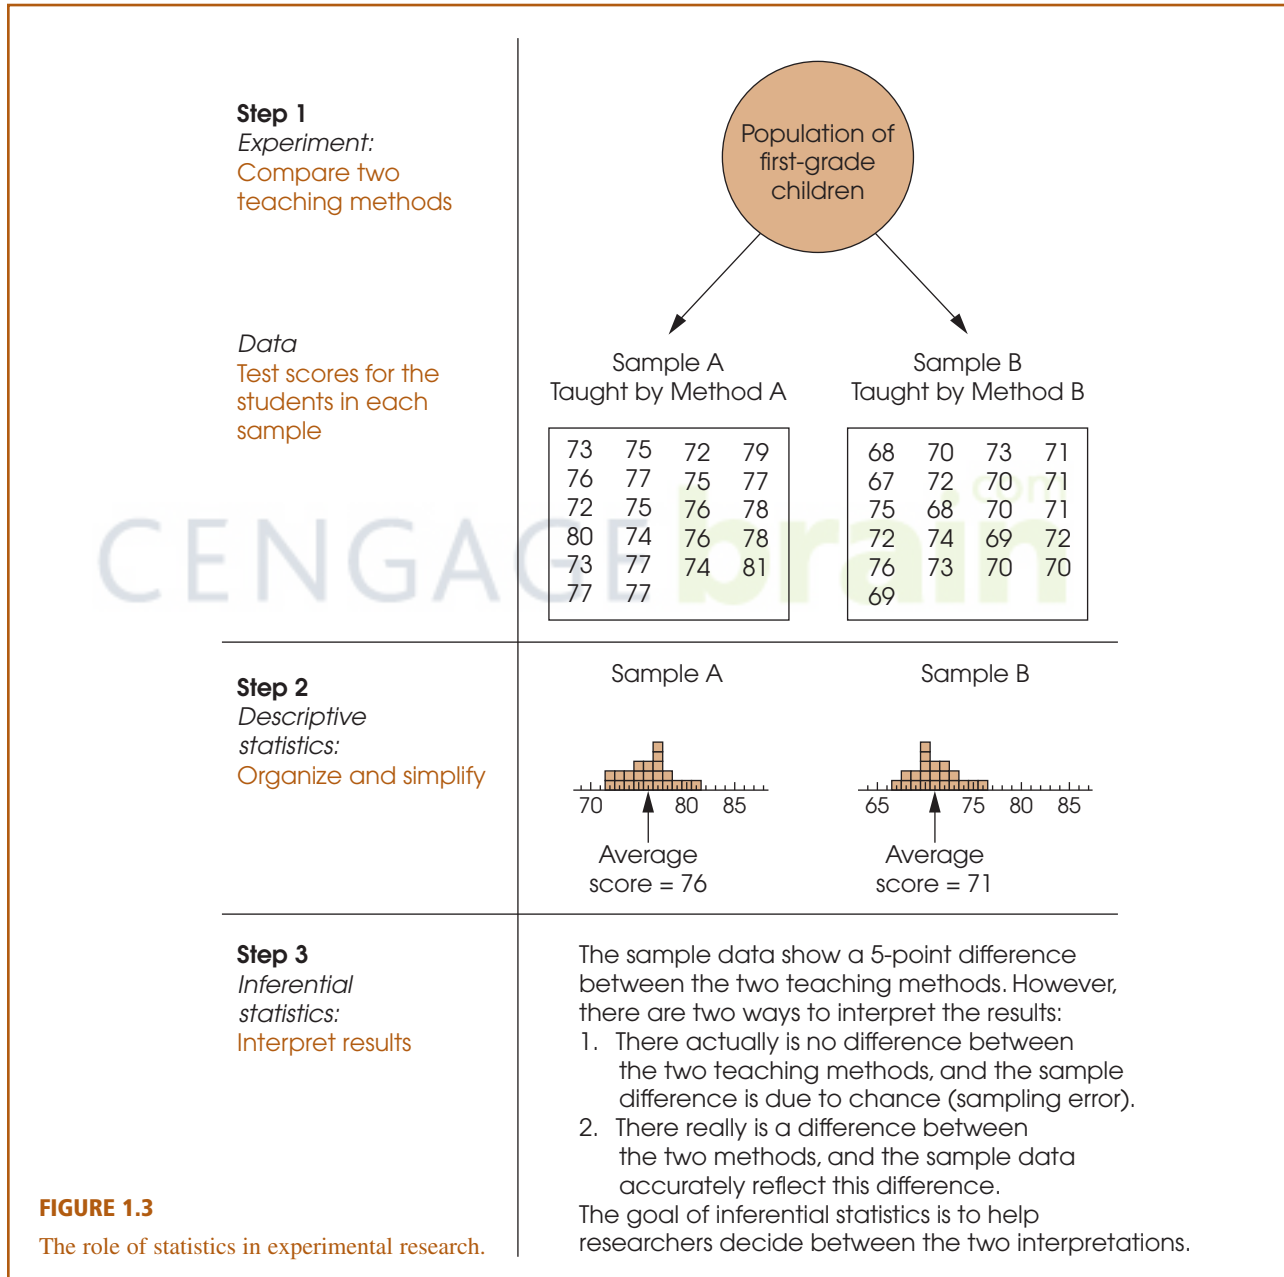 Step 1
Experiment:
Compare two
teaching methods
Population of
first-grade
children
Data
Test scores for the
students in each
sample
Sample A
Taught by Method A
73 75 72 79
76 77 75 77
72 75 76 78
80 74 76 78
73 77 74 81
77 77
Sample B
Taught by Method B
68 70 73 71
67 72 70 71
75 68 70 71
72 74 69 72
76 73 70 70
69
CENGAGE brain.com
Step 2
Descriptive
statistics:
Organize and simplify
Sample A
70 80 85
Average
score = 76
Sample B
65 75 80 85
Average
score = 71
Step 3
Inferential
statistics:
Interpret results
The sample data show a 5-point difference
between the two teaching methods. However,
there are two ways to interpret the results:
1. There actually is no difference between
the two teaching methods, and the sample
difference is due to chance (sampling error).
2. There really is a difference between
the two methods, and the sample data
accurately reflect this difference.
The goal of inferential statistics is to help
researchers decide between the two interpretations.
FIGURE 1.3
The role of statistics in experimental research.